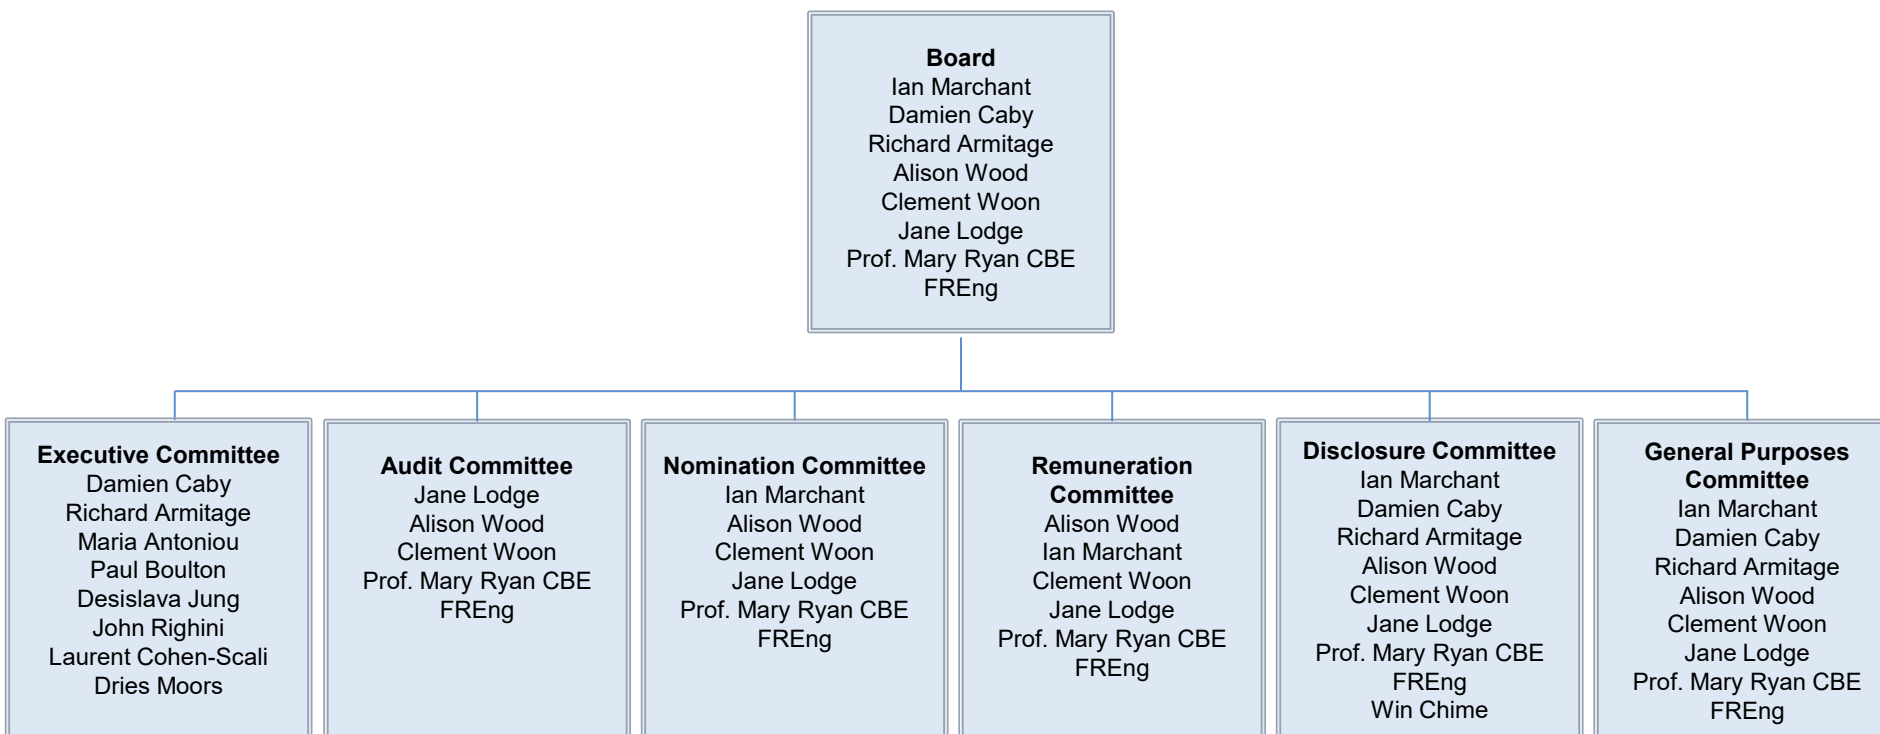 Board
Ian Marchant
Damien Caby
Richard Armitage
Alison Wood
Clement Woon
Jane Lodge
Prof. Mary Ryan CBE
FREng
Executive Committee
Damien Caby
Richard Armitage
Maria Antoniou
Paul Boulton
Desislava Jung
John Righini
Laurent Cohen-Scali
Dries Moors
Audit Committee
Jane Lodge
Alison Wood
Clement Woon
Prof. Mary Ryan CBE
FREng
Nomination Committee
Ian Marchant
Alison Wood
Clement Woon
Jane Lodge
Prof. Mary Ryan CBE
FREng
Remuneration
Committee
Alison Wood
Ian Marchant
Clement Woon
Jane Lodge
Prof. Mary Ryan CBE
FREng
Disclosure Committee
Ian Marchant
Damien Caby
Richard Armitage
Alison Wood
Clement Woon
Jane Lodge
Prof. Mary Ryan CBE
FREng
Win Chime
General Purposes
Committee
Ian Marchant
Damien Caby
Richard Armitage
Alison Wood
Clement Woon
Jane Lodge
Prof. Mary Ryan CBE
FREng